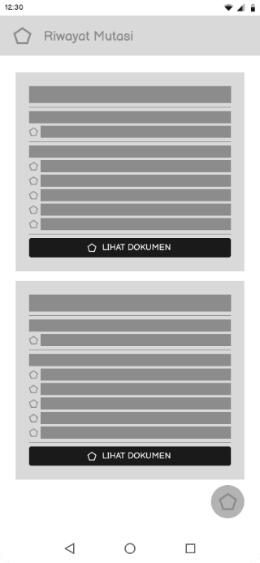 12:30
Riwayat Mutasi
LIHAT DOKUMEN
LIHAT DOKUMEN